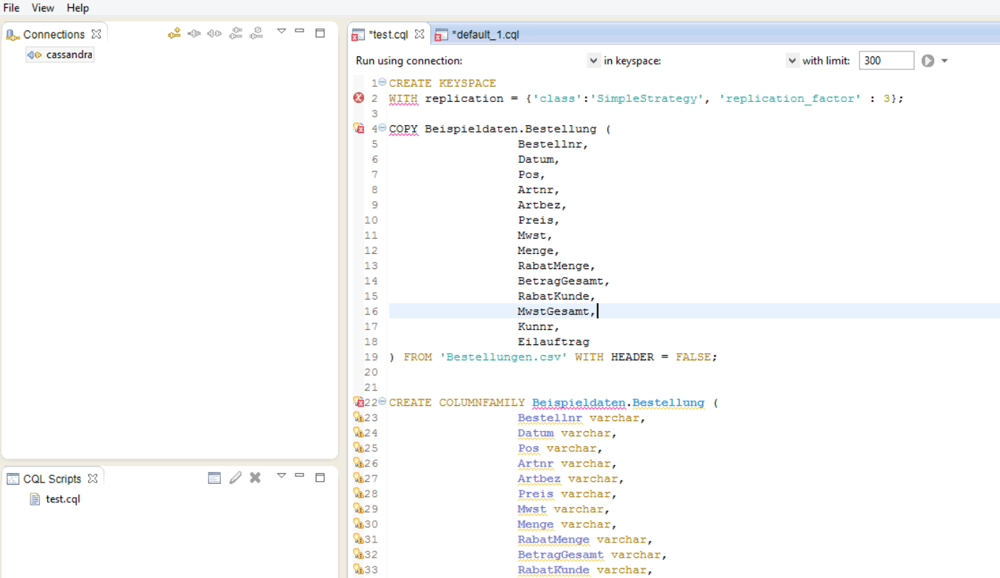 File View Help
Connections
cassandra
*test.cql *default_1.cql
Run using connection: in keyspace: with limit: 300
1 CREATE KEYSPACE
2 WITH replication = {'class':'SimpleStrategy', 'replication_factor' : 3};
3
4 COPY Beispieldaten.Bestellung (
5 Bestellnr,
6 Datum,
7 Pos,
8 Artnr,
9 Artbez,
10 Preis,
11 Mwst,
12 Menge,
13 RabatMenge,
14 BetragGesamt,
15 RabatKunde,
16 MwstGesamt,
17 Kunnr,
18 Eilauftrag
19 ) FROM 'Bestellungen.csv' WITH HEADER = FALSE;
20
21
22 CREATE COLUMNFAMILY Beispieldaten.Bestellung (
23 Bestellnr varchar,
24 Datum varchar,
25 Pos varchar,
26 Artnr varchar,
27 Artbez varchar,
28 Preis varchar,
29 Mwst varchar,
30 Menge varchar,
31 RabatMenge varchar,
32 BetragGesamt varchar,
33 RabatKunde varchar,
CQL Scripts
test.cql